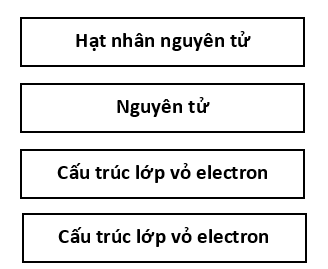 Hạt nhân nguyên tử
Nguyên tử
Cấu trúc lớp vỏ electron
Cấu trúc lớp vỏ electron